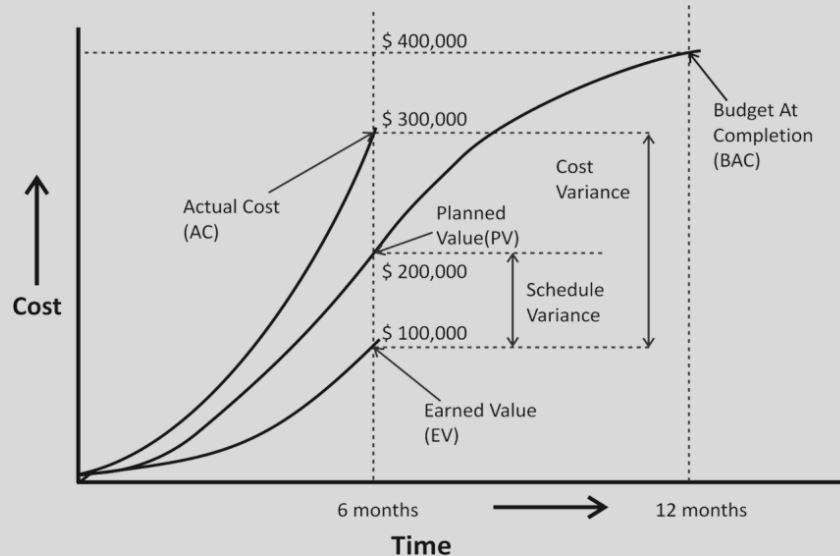 $ 400,000
$ 300,000
Budget At
Completion
(BAC)
Cost
Variance
Actual Cost
(AC)
Planned
Value(PV)
$ 200,000
Schedule
Variance
Cost
$ 100,000
Earned Value
(EV)
6 months
12 months
Time